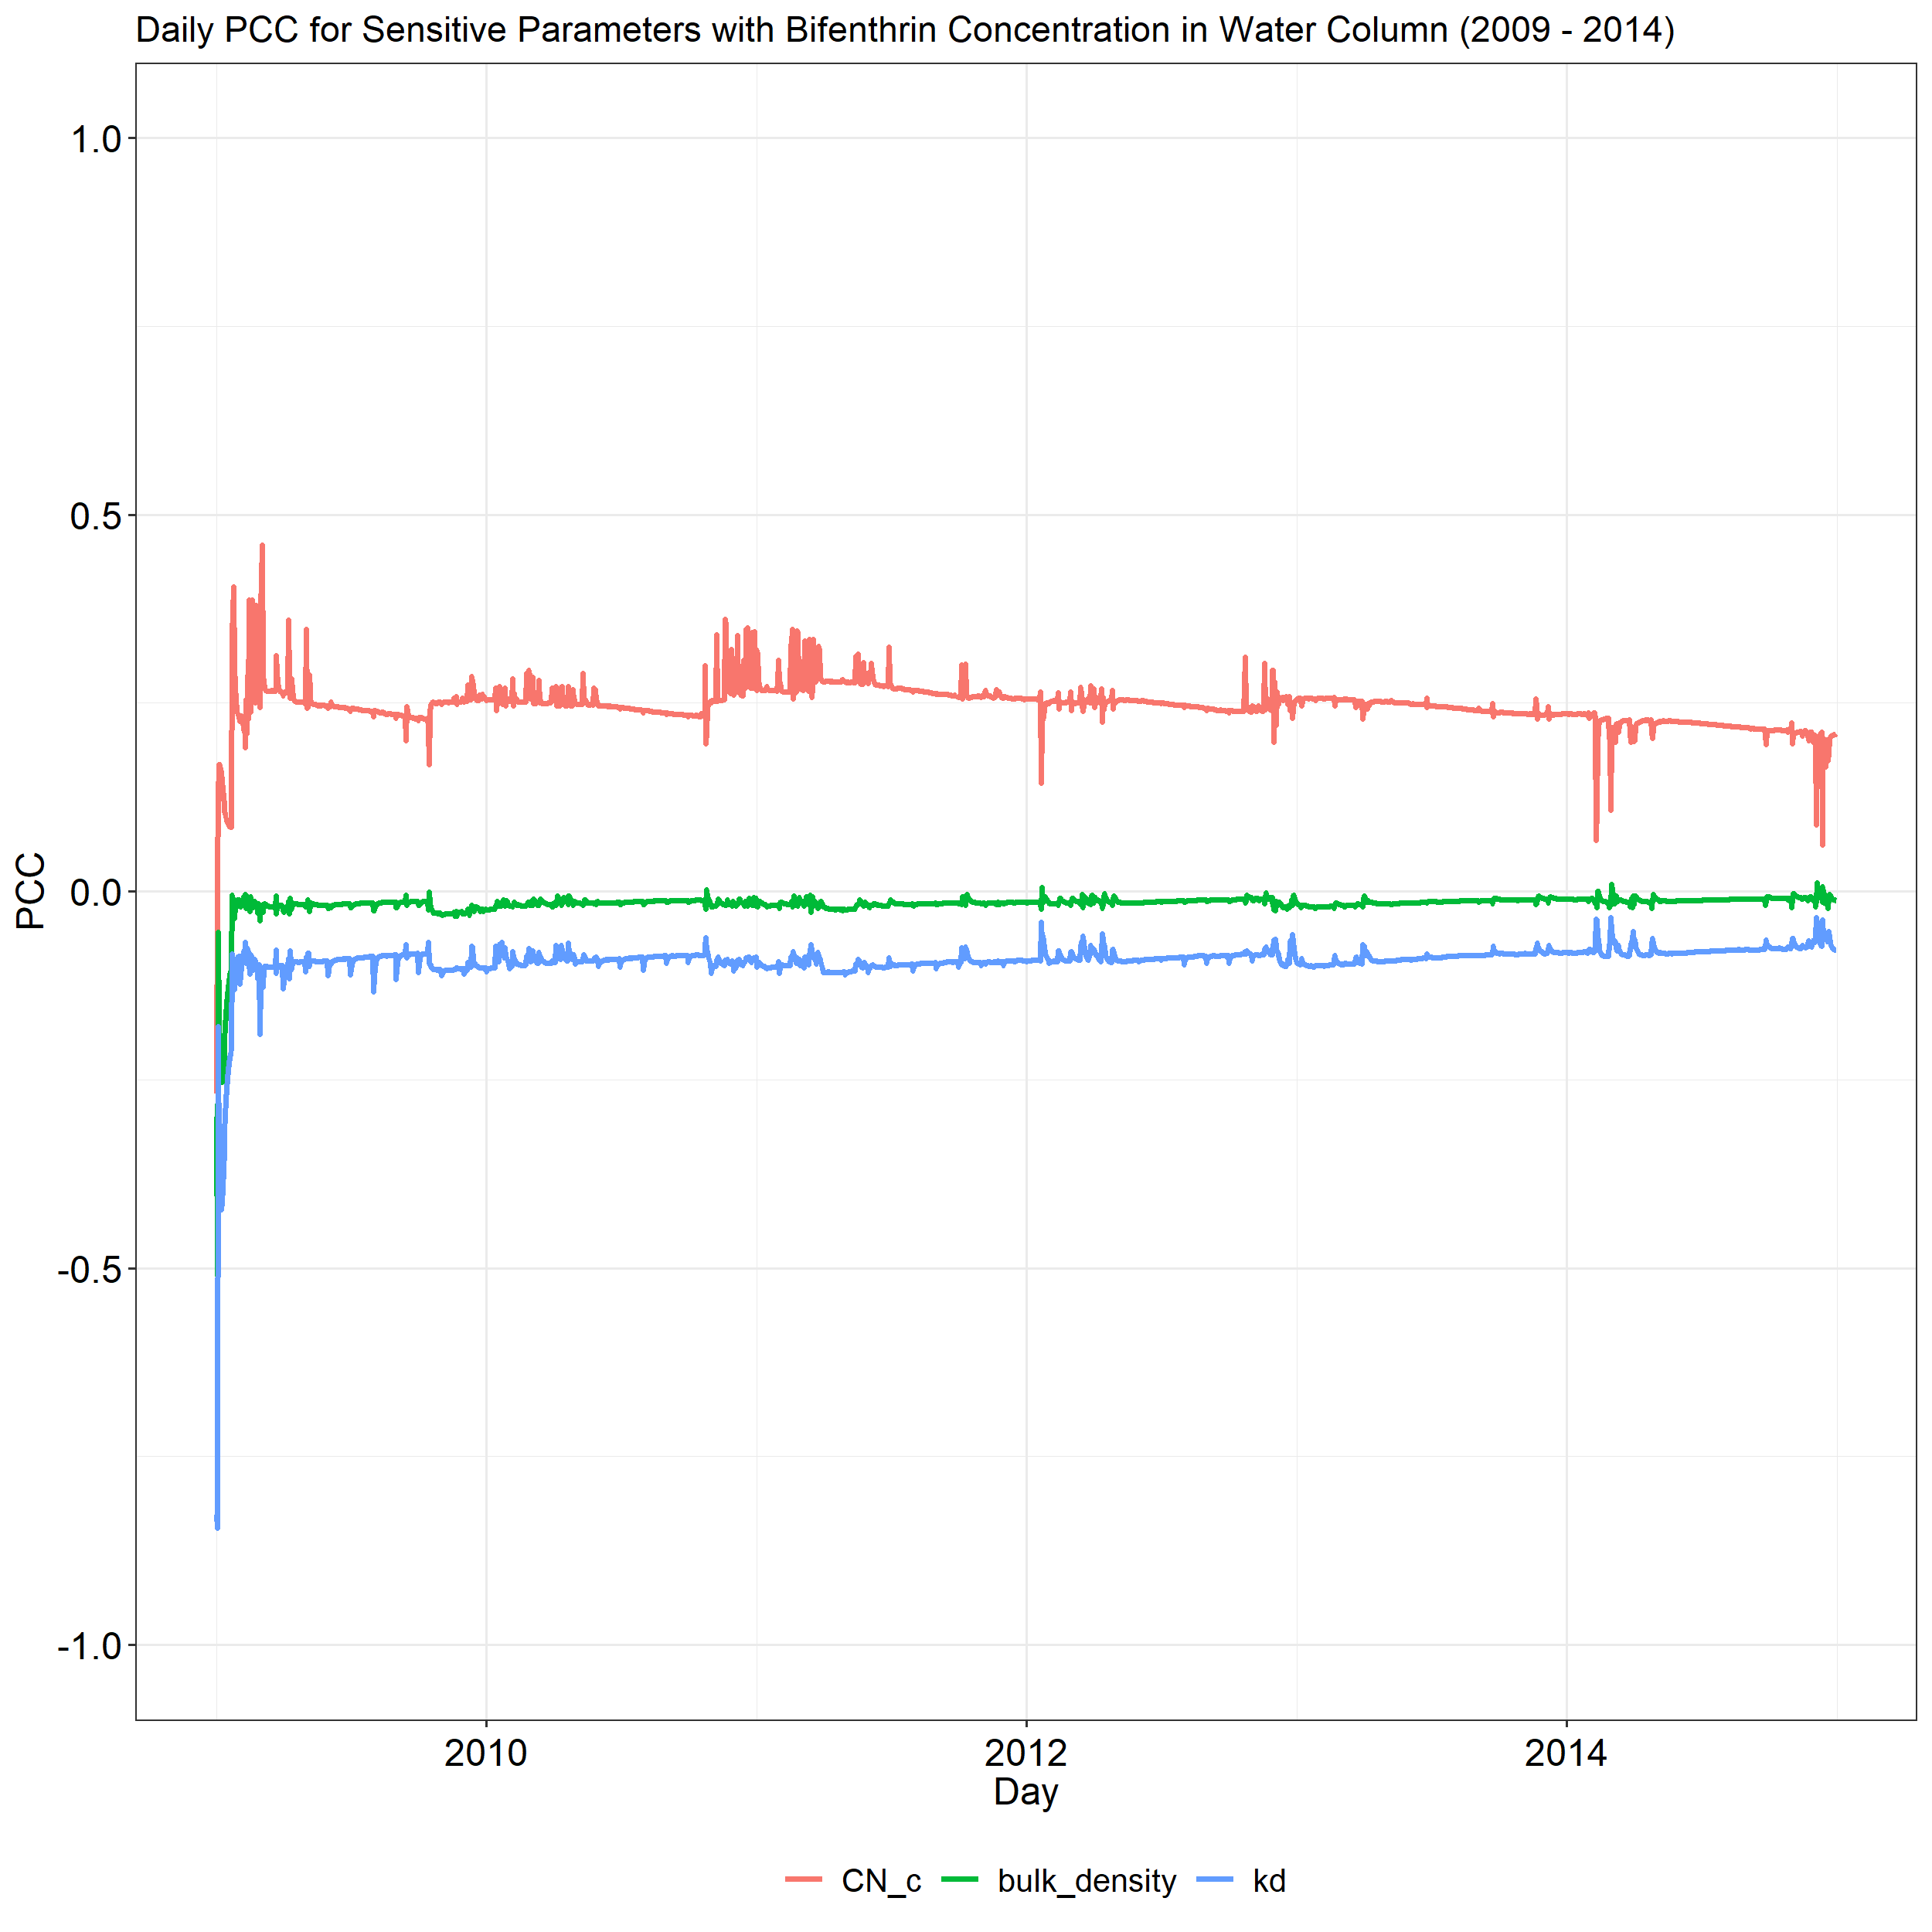 Daily PCC for Sensitive Parameters with Bifenthrin Concentration in Water Column (2009 - 2014)
PCC
1.0
0.5
0.0
-0.5
-1.0
2010 2012 2014
Day
CN_c bulk_density kd